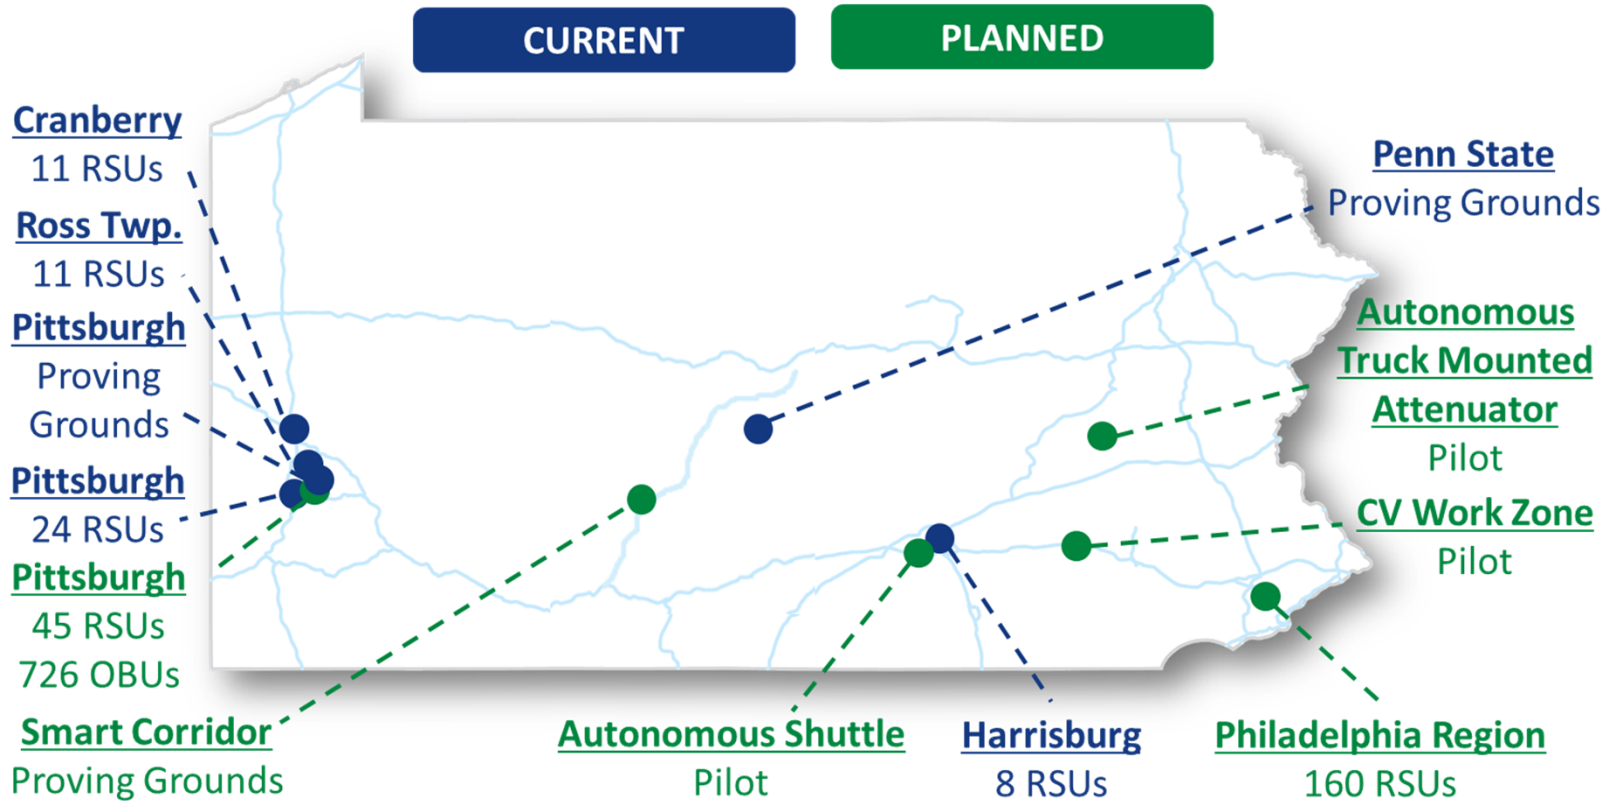 CURRENT
PLANNED
Cranberry
11 RSUs
Ross Twp.
11 RSUs
Pittsburgh
Proving
Grounds
Pittsburgh
24 RSUs
Pittsburgh
45 RSUs
726 OBUs
Smart Corridor
Proving Grounds
Autonomous Shuttle
Pilot
Harrisburg
8 RSUs
Philadelphia Region
160 RSUs
Penn State
Proving Grounds
Autonomous
Truck Mounted
Attenuator
Pilot
CV Work Zone
Pilot